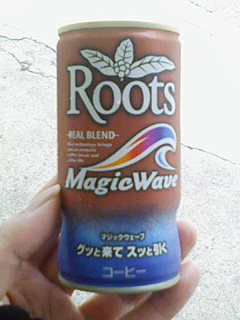 Roots
-REAL BLEND-
MagicWave
マジックウェーブ
グッと来て スッと引く
コーヒー